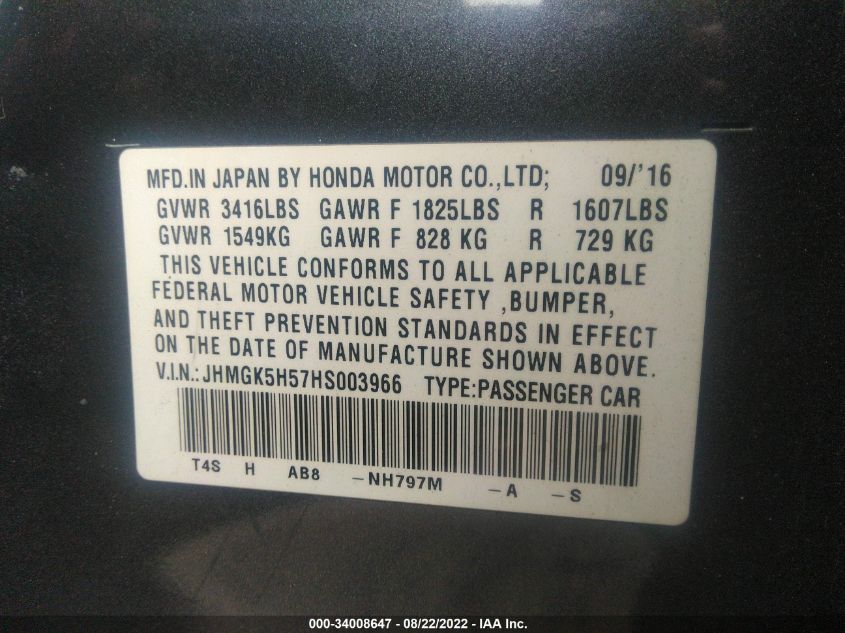 MFD.IN JAPAN BY HONDA MOTOR CO.,LTD; 09/'16
GVWR 3416LBS GAWR F 1825LBS R 1607LBS
GVWR 1549KG GAWR F 828 KG R 729 KG
THIS VEHICLE CONFORMS TO ALL APPLICABLE
FEDERAL MOTOR VEHICLE SAFETY ,BUMPER,
AND THEFT PREVENTION STANDARDS IN EFFECT
ON THE DATE OF MANUFACTURE SHOWN ABOVE.
V.I.N.: JHMGK5H57HS003966 TYPE:PASSENGER CAR
T4S H AB8 -NH797M -A -S
000-34008647 - 08/22/2022 - IAA Inc.